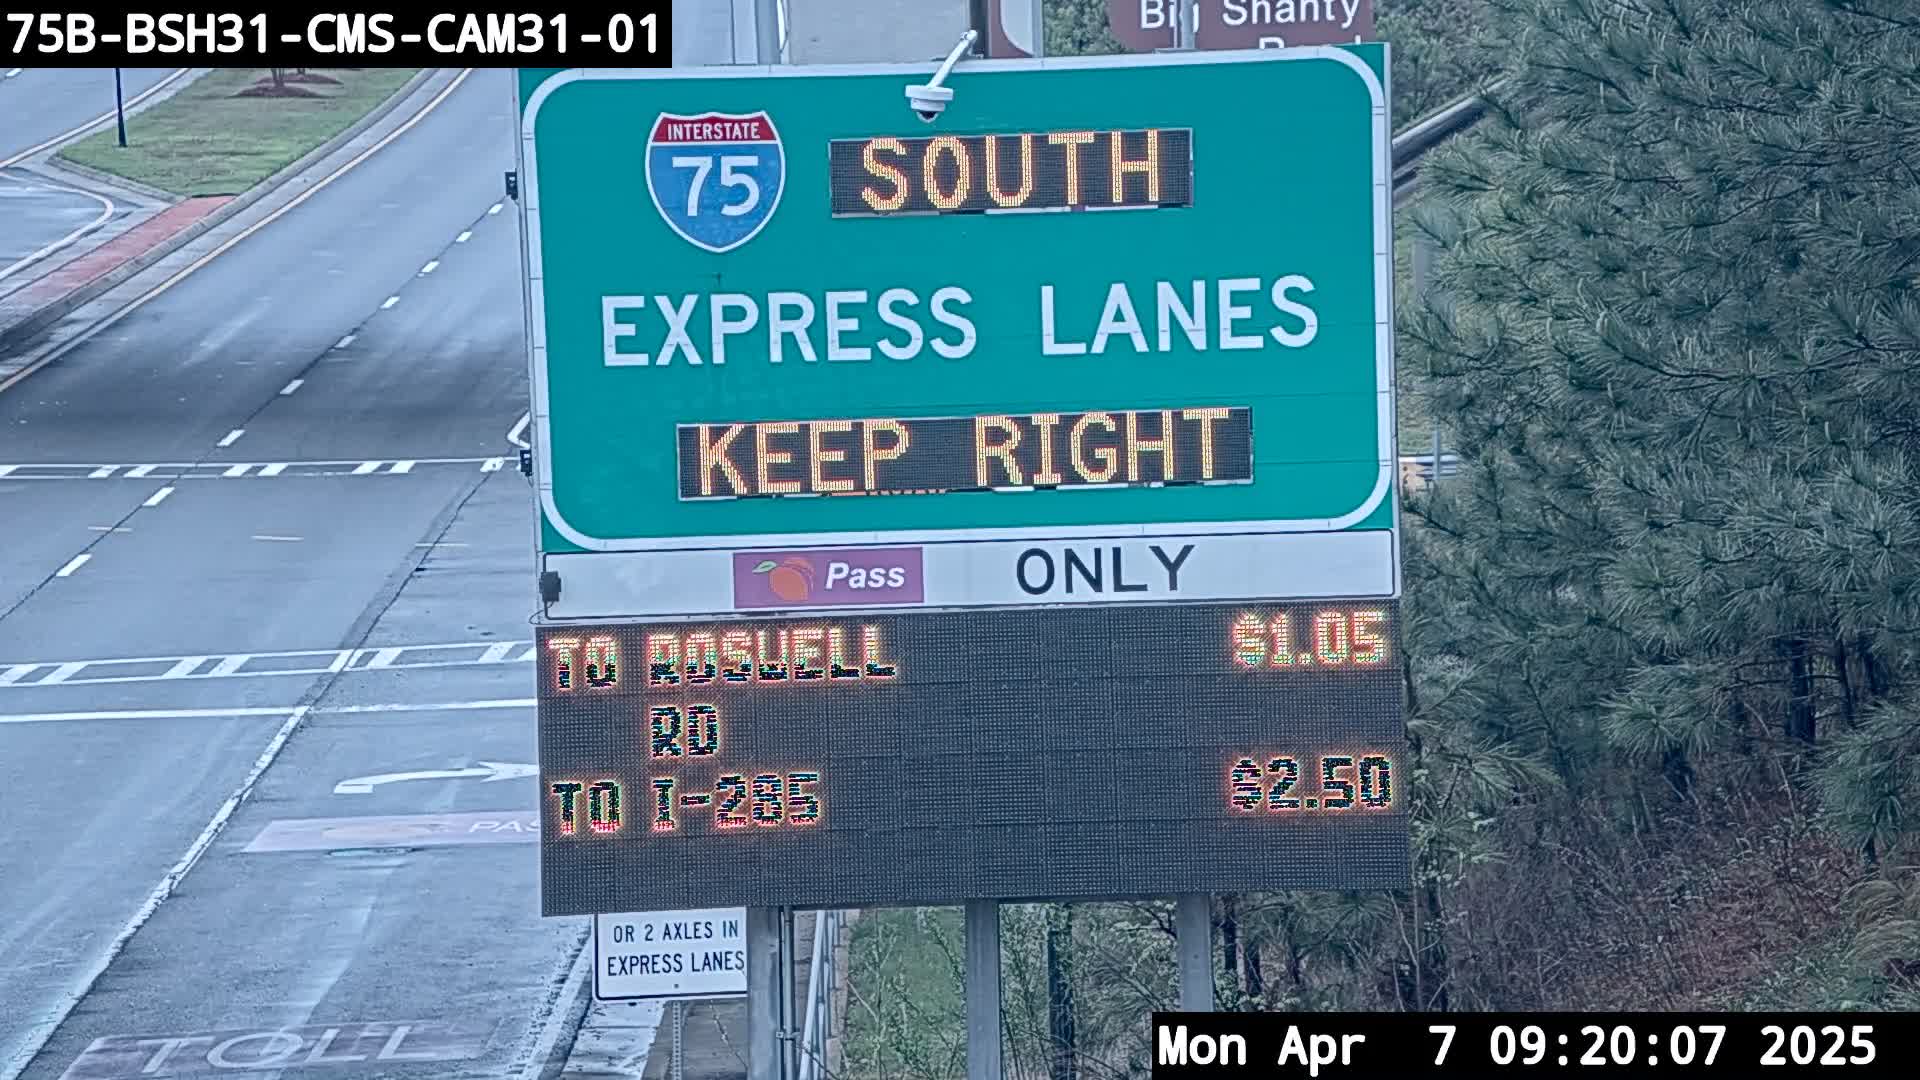 75B-BSH31-CMS-CAM31-01
Big Shanty
INTERSTATE
75
SOUTH
EXPRESS LANES
KEEP RIGHT
Pass ONLY
TO ROSWELL $1.05
RD
TO I-285 $2.50
OR 2 AXLES IN
EXPRESS LANES
TOLL
Mon Apr 7 09:20:07 2025